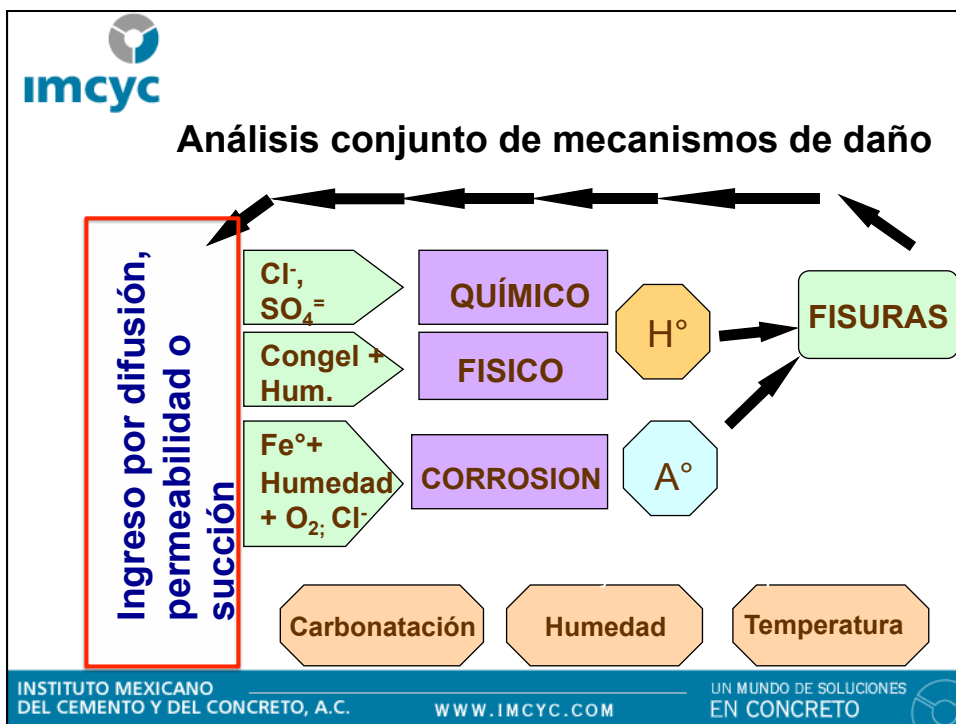 imcyc
Análisis conjunto de mecanismos de daño
Ingreso por difusión,
permeabilidad o
succión
Cl⁻,
SO₄⁼
QUÍMICO
Congel +
Hum.
FISICO
Fe°+
Humedad
+ O₂; Cl⁻
CORROSION
H°
A°
FISURAS
Carbonatación
Humedad
Temperatura
INSTITUTO MEXICANO
DEL CEMENTO Y DEL CONCRETO, A.C.
WWW.IMCYC.COM
UN MUNDO DE SOLUCIONES
EN CONCRETO